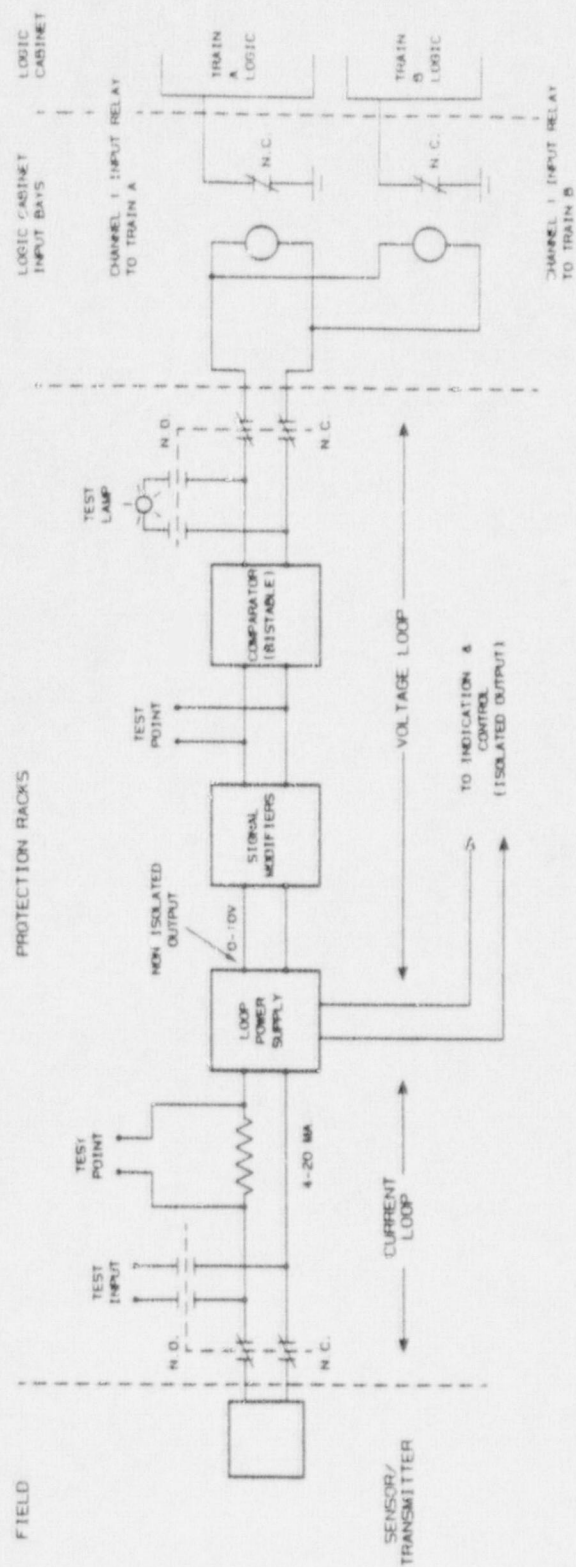 FIELD
PROTECTION RACKS
LOGIC CABINET
INPUT BAYS
LOGIC
CABINET
SENSOR/
TRANSMITTER
N.O.
N.C.
TEST
INPUT
TEST
POINT
4-20 MA
CURRENT
LOOP
LOOP
POWER
SUPPLY
NON ISOLATED
OUTPUT
0-10V
SIGNAL
MODIFIERS
TEST
POINT
COMPARATOR
(BISTABLE)
TEST
LAMP
N.O.
N.C.
VOLTAGE LOOP
TO INDICATION &
CONTROL
(ISOLATED OUTPUT)
CHANNEL I INPUT RELAY
TO TRAIN A
N.C.
TRAIN
A
LOGIC
N.C.
TRAIN
B
LOGIC
CHANNEL I INPUT RELAY
TO TRAIN B